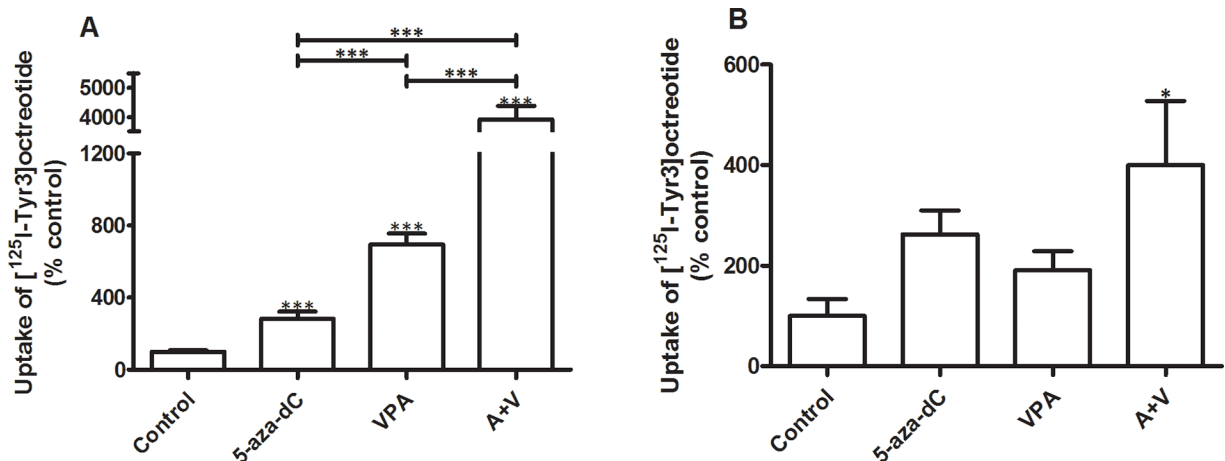 A
Uptake of [¹²⁵I-Tyr3]octreotide
(% control)
5000
4000
1200
800
400
0
***
***
***
***
***
***
Control
5-aza-dC
VPA
A+V
B
Uptake of [¹²⁵I-Tyr3]octreotide
(% control)
600
400
200
0
*
Control
5-aza-dC
VPA
A+V